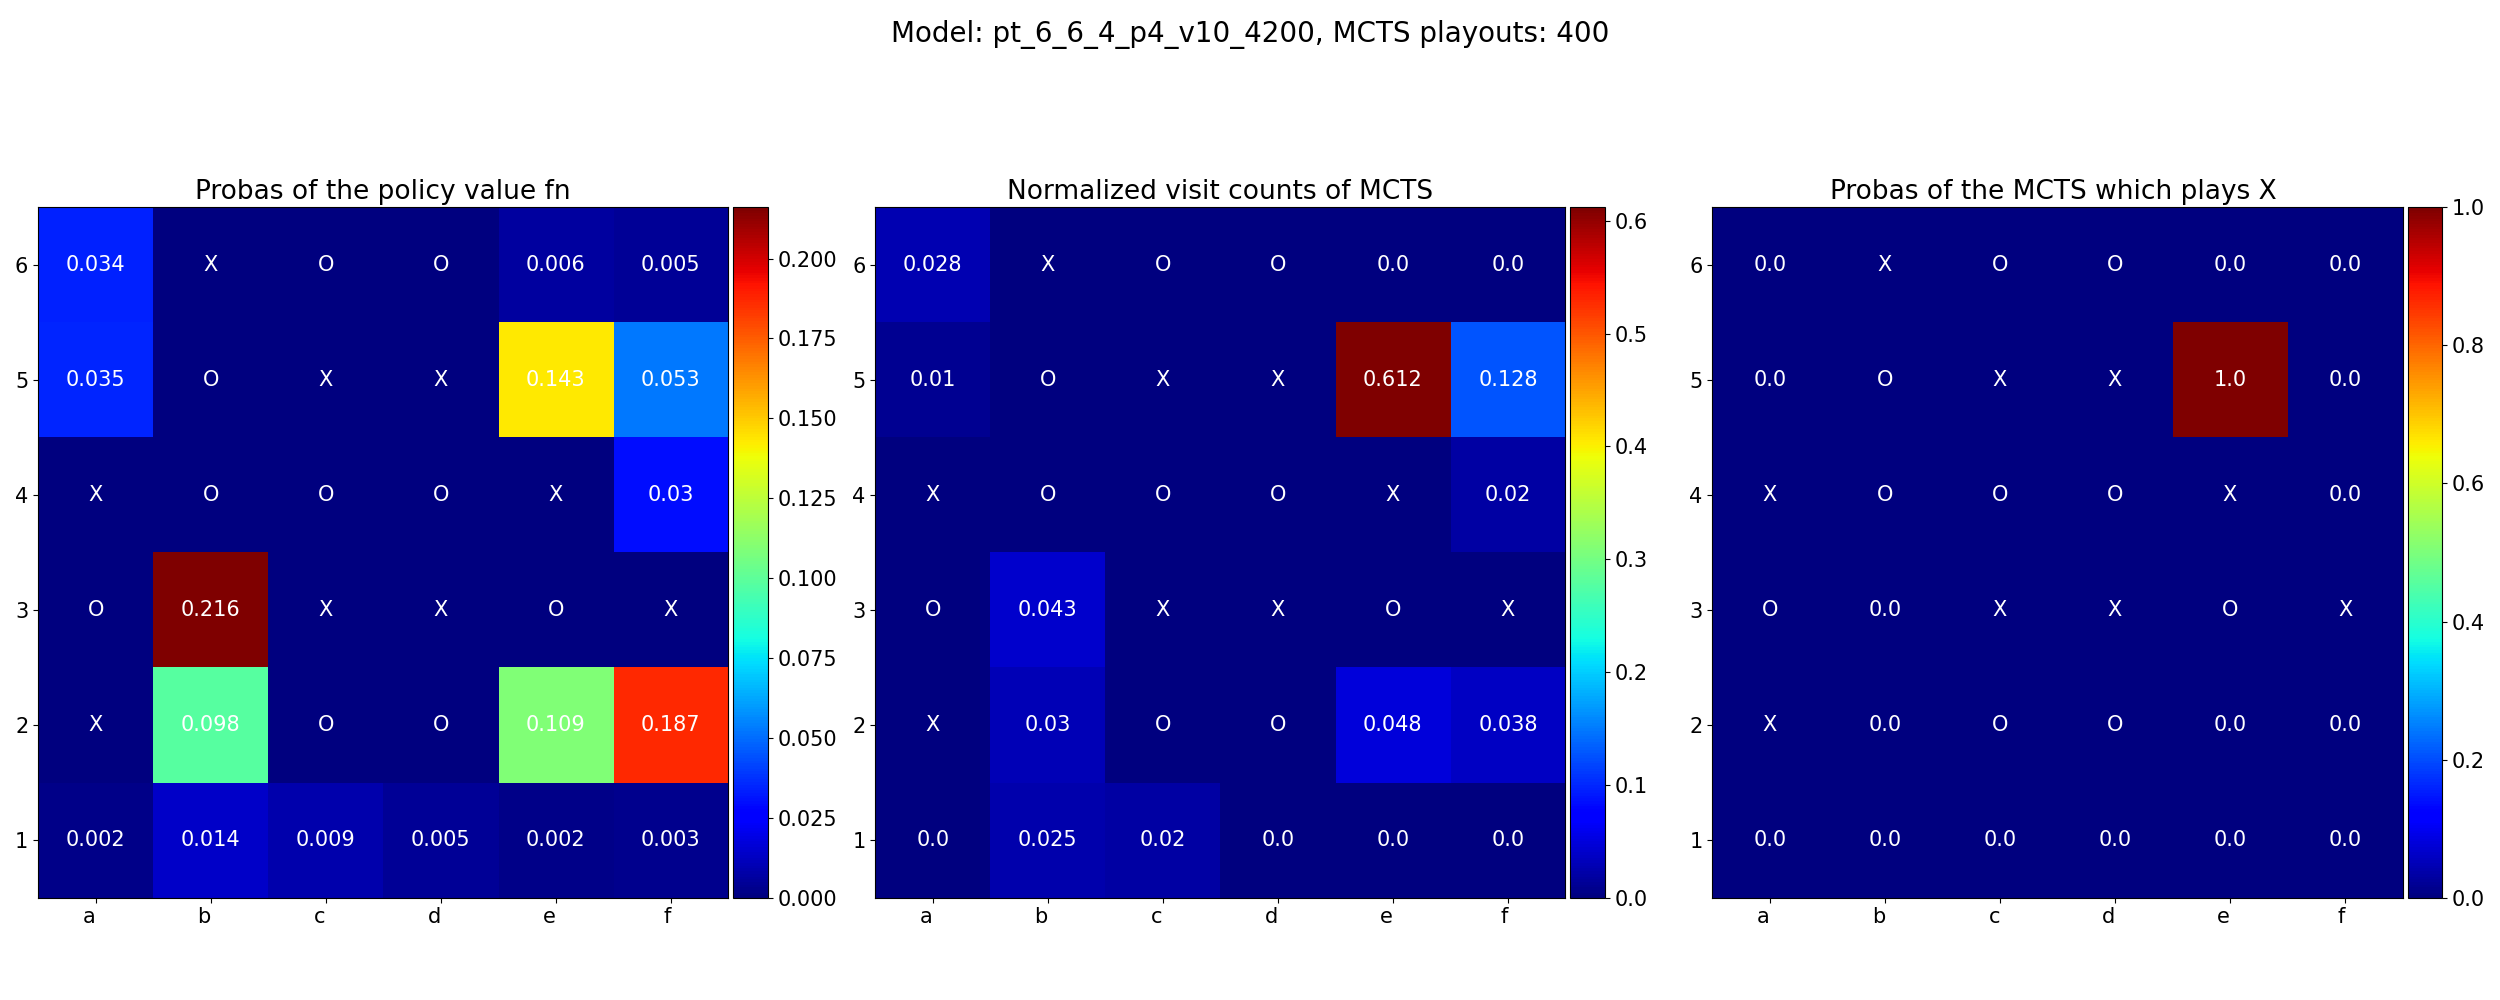 Model: pt_6_6_4_p4_v10_4200, MCTS playouts: 400
Probas of the policy value fn
6 0.034 X O O 0.006 0.005
5 0.035 O X X 0.143 0.053
4 X O O O X 0.03
3 O 0.216 X X O X
2 X 0.098 O O 0.109 0.187
1 0.002 0.014 0.009 0.005 0.002 0.003
a b c d e f
0.200
0.175
0.150
0.125
0.100
0.075
0.050
0.025
0.000
Normalized visit counts of MCTS
6 0.028 X O O 0.0 0.0
5 0.01 O X X 0.612 0.128
4 X O O O X 0.02
3 O 0.043 X X O X
2 X 0.03 O O 0.048 0.038
1 0.0 0.025 0.02 0.0 0.0 0.0
a b c d e f
0.6
0.5
0.4
0.3
0.2
0.1
0.0
Probas of the MCTS which plays X
6 0.0 X O O 0.0 0.0
5 0.0 O X X 1.0 0.0
4 X O O O X 0.0
3 O 0.0 X X O X
2 X 0.0 O O 0.0 0.0
1 0.0 0.0 0.0 0.0 0.0 0.0
a b c d e f
1.0
0.8
0.6
0.4
0.2
0.0